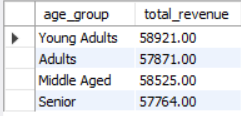 age_group total_revenue
Young Adults 58921.00
Adults 57871.00
Middle Aged 58525.00
Senior 57764.00